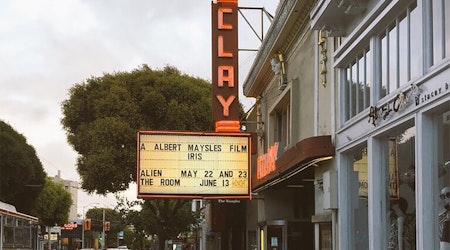 CLAY
A ALBERT MAYSLES FILM
IRIS
ALIEN MAY 22 AND 23
THE ROOM JUNE 13